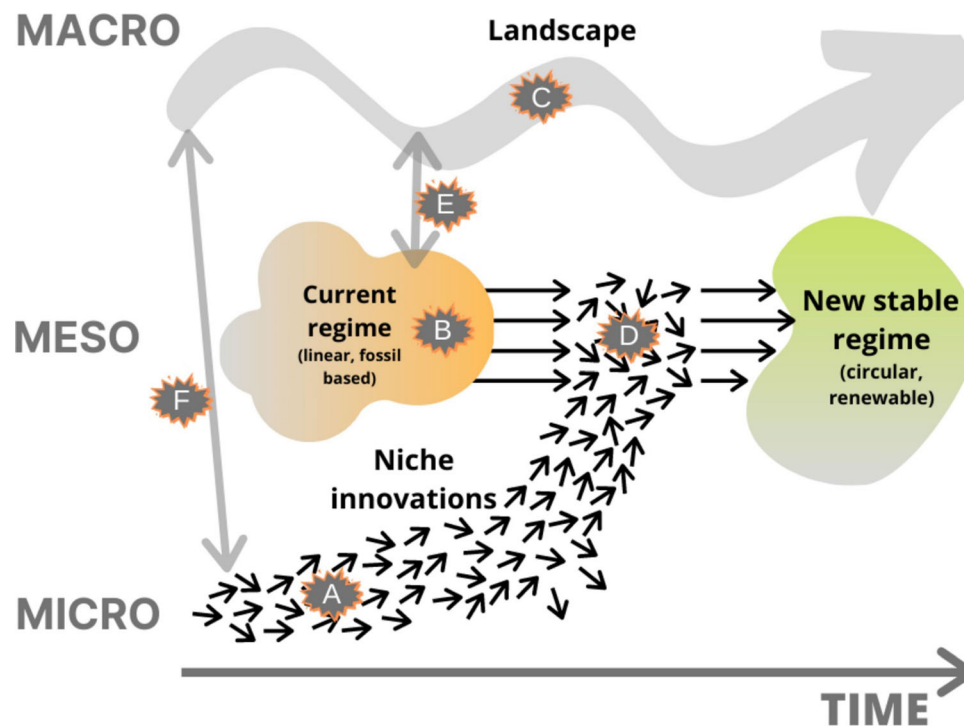 MACRO
Landscape
C
E
Current
regime
(linear, fossil
based)
B
D
New stable
regime
(circular,
renewable)
MESO
F
Niche
innovations
A
MICRO
TIME